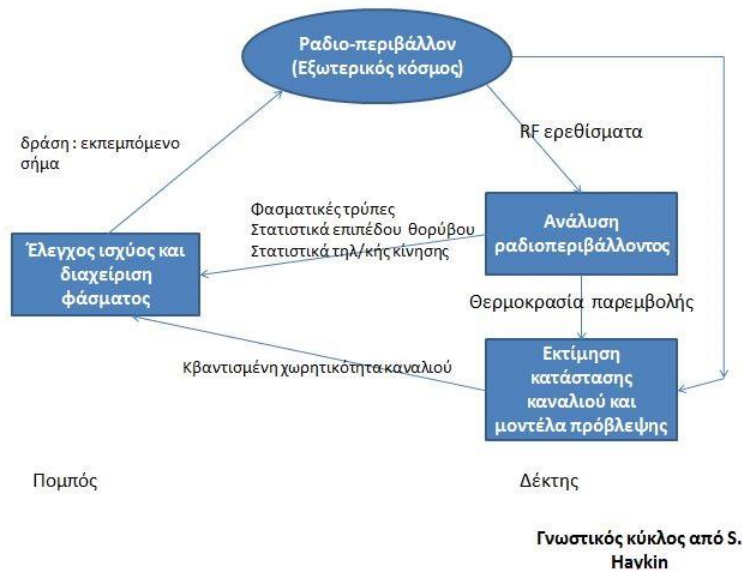 Ραδιο-περιβάλλον
(Εξωτερικός κόσμος)
RF ερεθίσματα
δράση : εκπεμπόμενο
σήμα
Φασματικές τρύπες
Στατιστικά επιπέδου θορύβου
Στατιστικά τηλ/κής κίνησης
Ανάλυση
ραδιοπεριβάλλοντος
Έλεγχος ισχύος και
διαχείριση
φάσματος
Θερμοκρασία παρεμβολής
Κβαντισμένη χωρητικότητα καναλιού
Εκτίμηση
κατάστασης
καναλιού και
μοντέλα πρόβλεψης
Πομπός
Δέκτης
Γνωστικός κύκλος από S.
Haykin